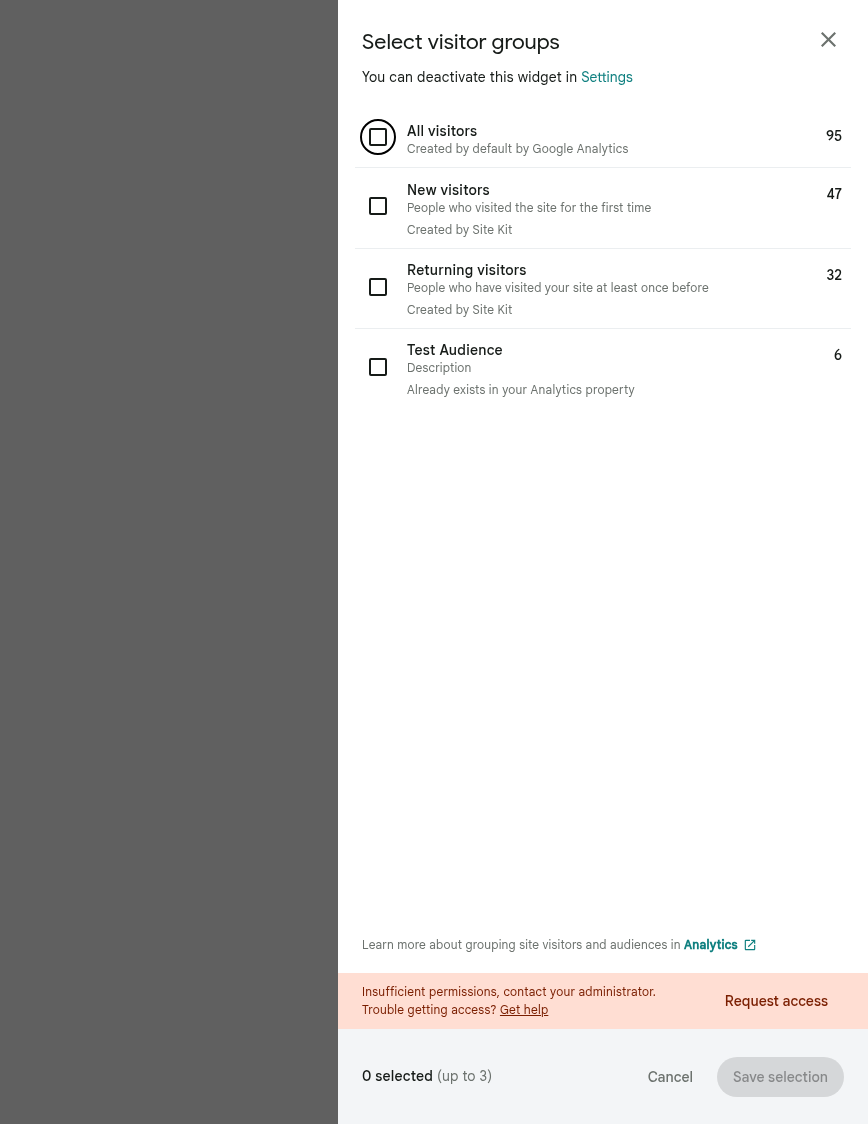 Select visitor groups
You can deactivate this widget in Settings
All visitors
95
Created by default by Google Analytics
New visitors
47
People who visited the site for the first time
Created by Site Kit
Returning visitors
32
People who have visited your site at least once before
Created by Site Kit
Test Audience
6
Description
Already exists in your Analytics property
Learn more about grouping site visitors and audiences in Analytics
Insufficient permissions, contact your administrator.
Trouble getting access? Get help
Request access
0 selected (up to 3)
Cancel
Save selection